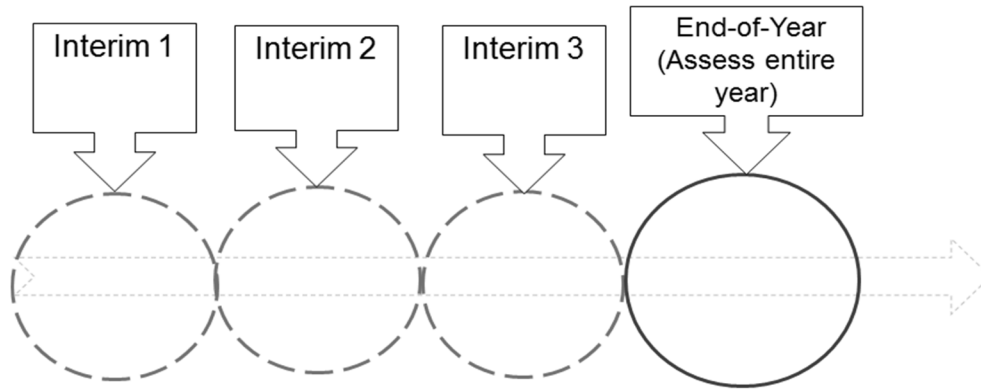 Interim 1
Interim 2
Interim 3
End-of-Year
(Assess entire
year)